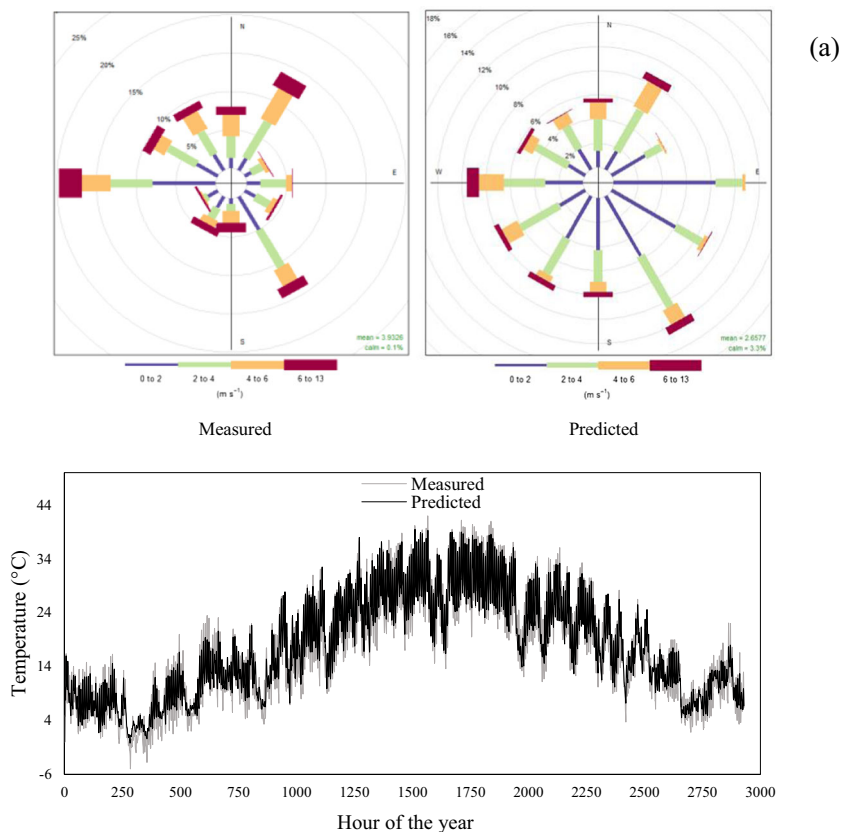 (a)
25%
20%
15%
10%
5%
N
E
S
mean = 3.9326
calm = 0.1%
0 to 2 2 to 4 4 to 6 6 to 13
(m s⁻¹)
Measured
18%
16%
14%
12%
10%
8%
6%
4%
2%
N
W
E
S
mean = 2.6577
calm = 3.3%
0 to 2 2 to 4 4 to 6 6 to 13
(m s⁻¹)
Predicted
Measured
Predicted
Temperature (°C)
44
34
24
14
4
-6
0 250 500 750 1000 1250 1500 1750 2000 2250 2500 2750 3000
Hour of the year